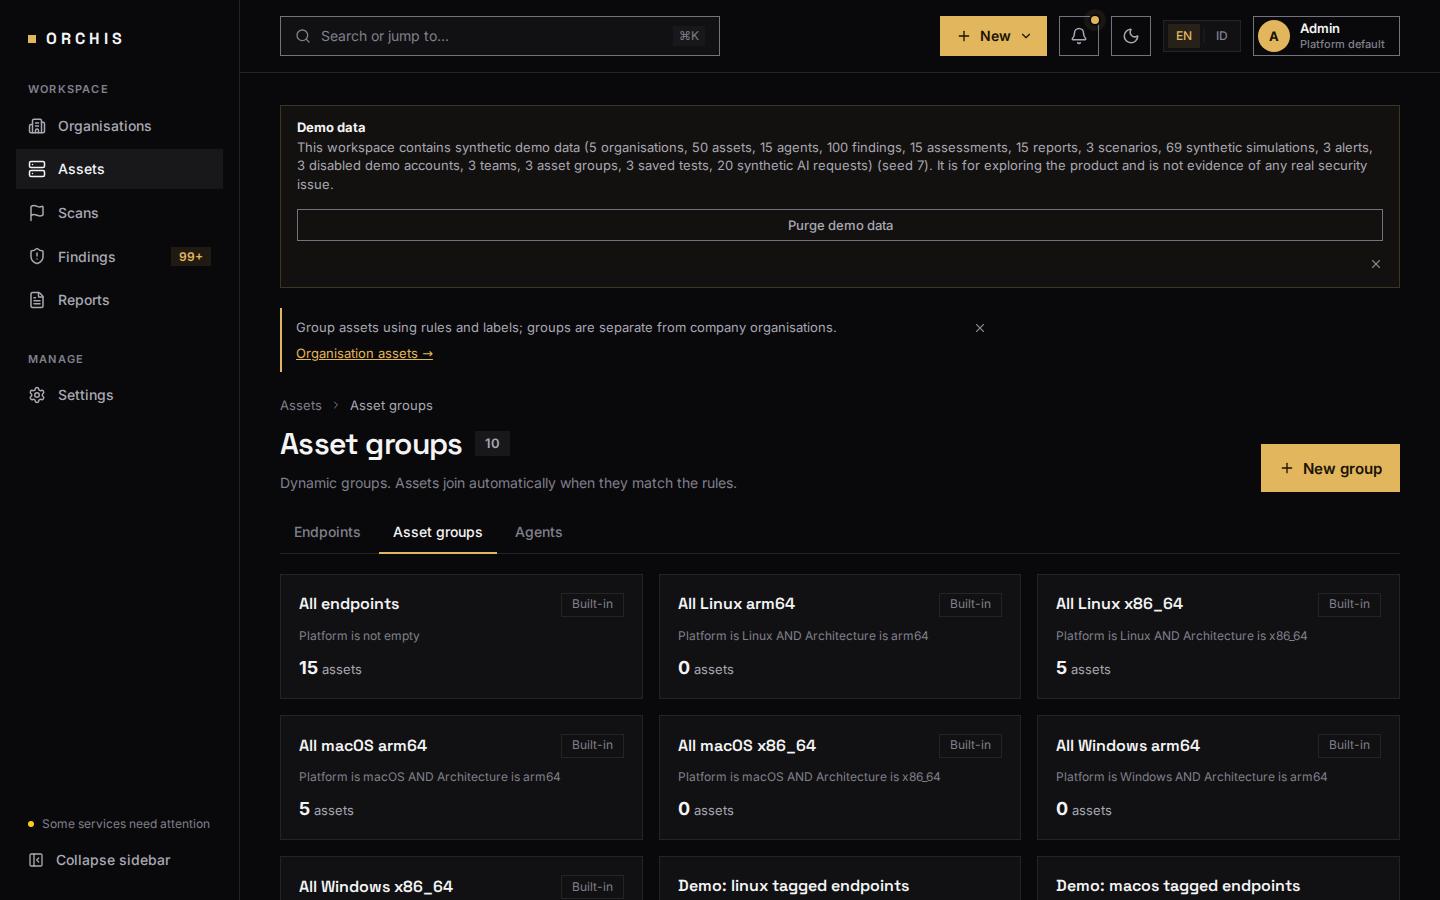 ORCHIS
Search or jump to...
⌘K
New
EN
ID
A
Admin
Platform default
WORKSPACE
Organisations
Assets
Scans
Findings
99+
Reports
MANAGE
Settings
Some services need attention
Collapse sidebar
Demo data
This workspace contains synthetic demo data (5 organisations, 50 assets, 15 agents, 100 findings, 15 assessments, 15 reports, 3 scenarios, 69 synthetic simulations, 3 alerts,
3 disabled demo accounts, 3 teams, 3 asset groups, 3 saved tests, 20 synthetic AI requests) (seed 7). It is for exploring the product and is not evidence of any real security
issue.
Purge demo data
Group assets using rules and labels; groups are separate from company organisations.
Organisation assets →
Assets > Asset groups
Asset groups 10
Dynamic groups. Assets join automatically when they match the rules.
New group
Endpoints
Asset groups
Agents
All endpoints
Built-in
Platform is not empty
15 assets
All Linux arm64
Built-in
Platform is Linux AND Architecture is arm64
0 assets
All Linux x86_64
Built-in
Platform is Linux AND Architecture is x86_64
5 assets
All macOS arm64
Built-in
Platform is macOS AND Architecture is arm64
5 assets
All macOS x86_64
Built-in
Platform is macOS AND Architecture is x86_64
0 assets
All Windows arm64
Built-in
Platform is Windows AND Architecture is arm64
0 assets
All Windows x86_64
Built-in
Demo: linux tagged endpoints
Demo: macos tagged endpoints